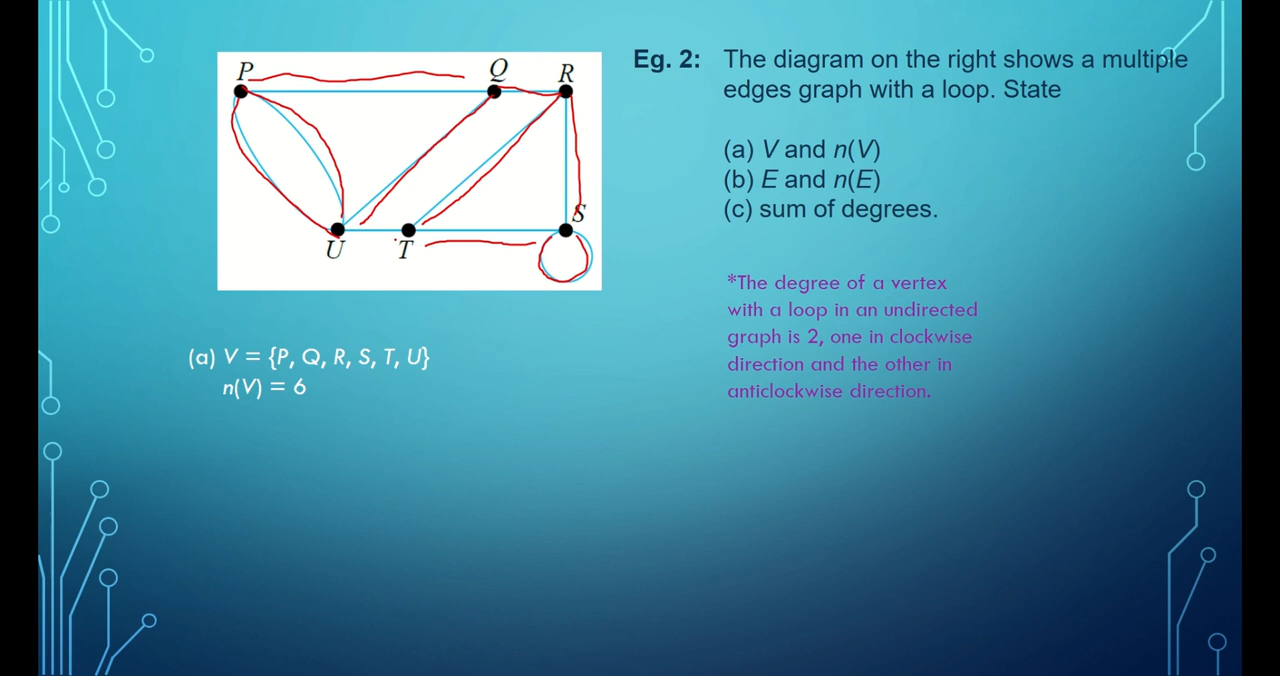 P
Q
R
S
U
T
Eg. 2: The diagram on the right shows a multiple
edges graph with a loop. State
(a) V and n(V)
(b) E and n(E)
(c) sum of degrees.
*The degree of a vertex
with a loop in an undirected
graph is 2, one in clockwise
direction and the other in
anticlockwise direction.
(a) V = {P, Q, R, S, T, U}
n(V) = 6